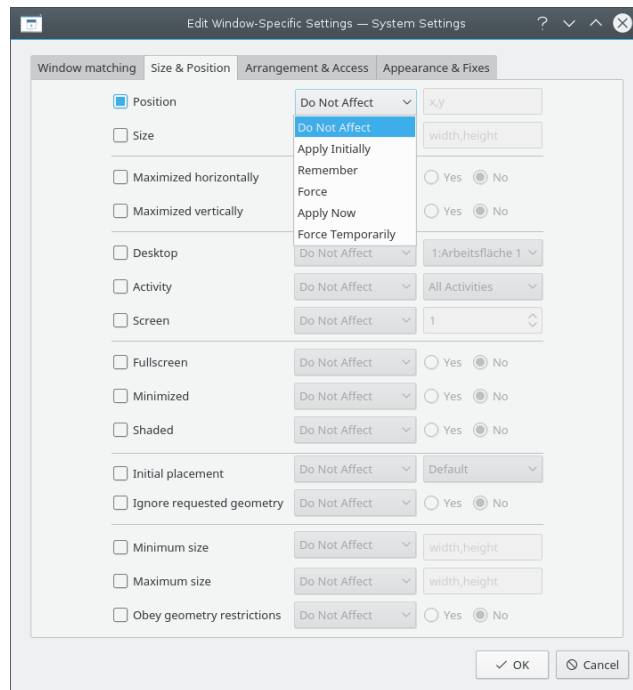 Edit Window-Specific Settings — System Settings
Window matching Size & Position Arrangement & Access Appearance & Fixes
Position Do Not Affect x,y
Do Not Affect
Size width,height
Apply Initially
Remember
Maximized horizontally Yes No
Force
Maximized vertically Apply Now Yes No
Force Temporarily
Desktop Do Not Affect 1:Arbeitsfläche 1
Activity Do Not Affect All Activities
Screen Do Not Affect 1
Fullscreen Do Not Affect Yes No
Minimized Do Not Affect Yes No
Shaded Do Not Affect Yes No
Initial placement Do Not Affect Default
Ignore requested geometry Do Not Affect Yes No
Minimum size Do Not Affect width,height
Maximum size Do Not Affect width,height
Obey geometry restrictions Do Not Affect Yes No
OK Cancel